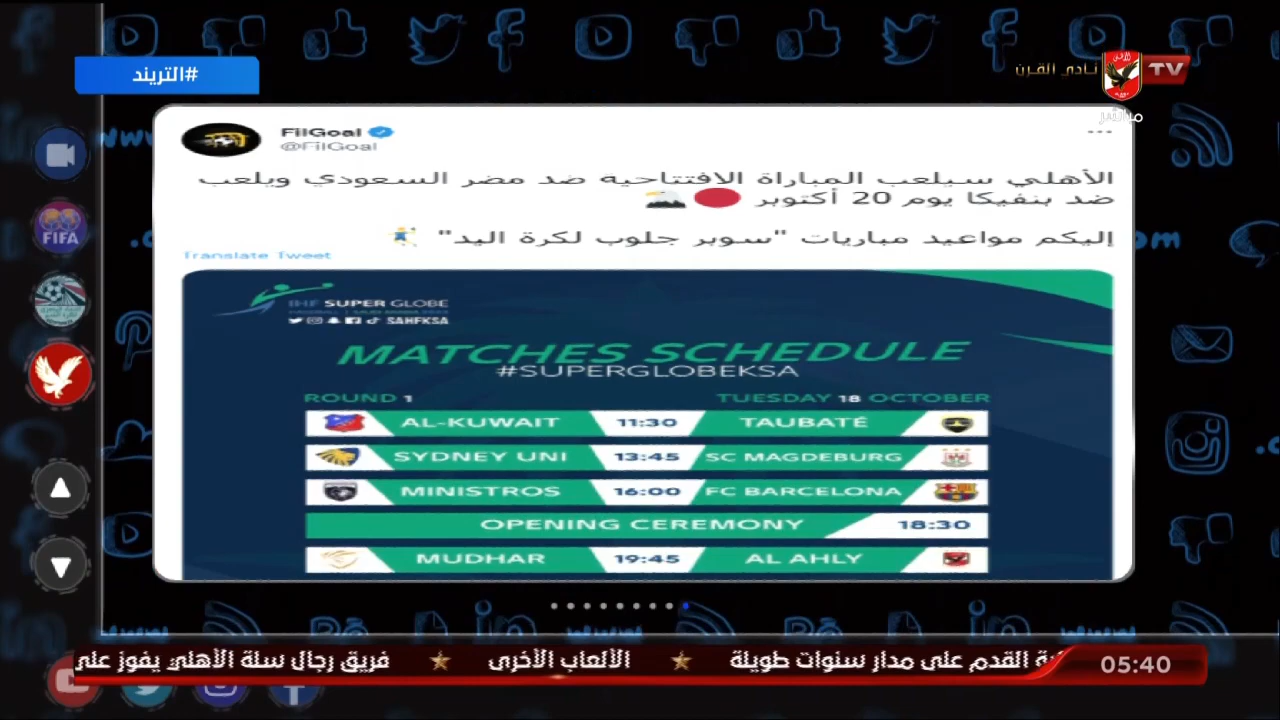 #التريند
نادي القرن
TV
مباشر
FilGoal
@FilGoal
الأهلي سيلعب المباراة الافتتاحيه ضد مضر السعودي ويلعب
ضد بنفيكا يوم 20 أكتوبر
إليكم مواعيد مباريات "سوبر جلوب لكرة اليد"
Translate Tweet
IHF SUPER GLOBE
SAHFKSA
MATCHES SCHEDULE
#SUPERGLOBEKSA
ROUND 1 TUESDAY 18 OCTOBER
AL-KUWAIT 11:30 TAUBATÉ
SYDNEY UNI 13:45 SC MAGDEBURG
MINISTROS 16:00 FC BARCELONA
OPENING CEREMONY 18:30
MUDHAR 19:45 AL AHLY
FIFA
القدم على مدار سنوات طويلة ★ الألعاب الأخرى ★ فريق رجال سلة الأهلي يفوز على
05:40